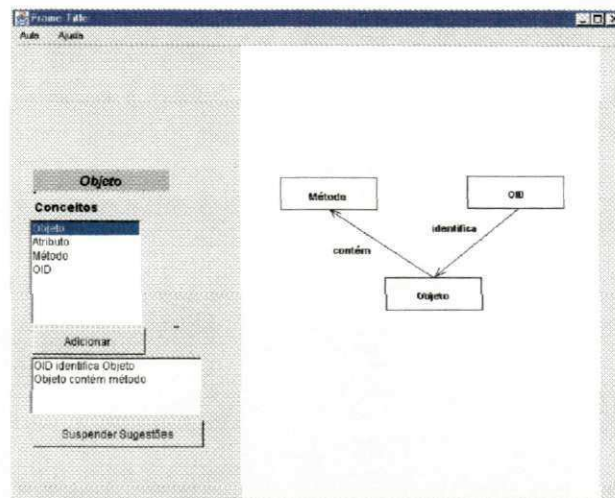 Frame Title
Aula Ajuda
Objeto
Conceitos
Objeto
Atributo
Método
OID
Adicionar
OID identifica Objeto
Objeto contém método
Suspender Sugestões
Método
OID
identifica
contém
Objeto